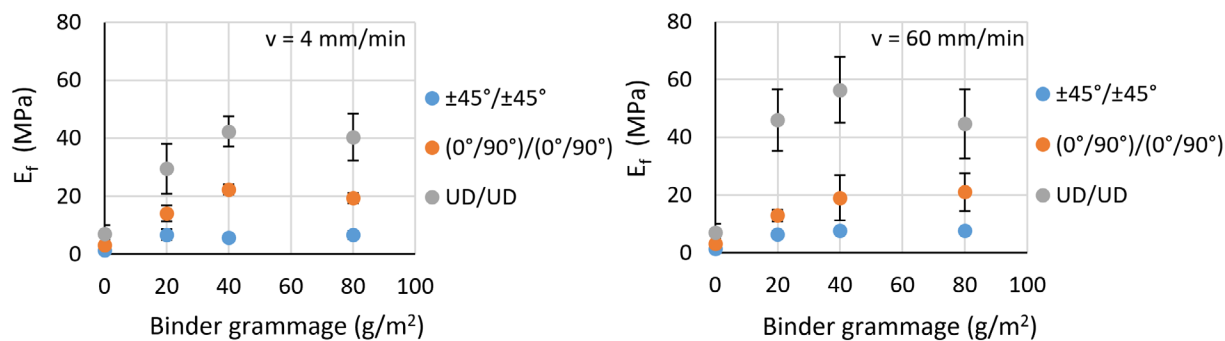 80
60
40
20
0
E_f (MPa)
v = 4 mm/min
0 20 40 60 80 100
Binder grammage (g/m²)
±45°/±45°
(0°/90°)/(0°/90°)
UD/UD
80
60
40
20
0
E_f (MPa)
v = 60 mm/min
0 20 40 60 80 100
Binder grammage (g/m²)
±45°/±45°
(0°/90°)/(0°/90°)
UD/UD